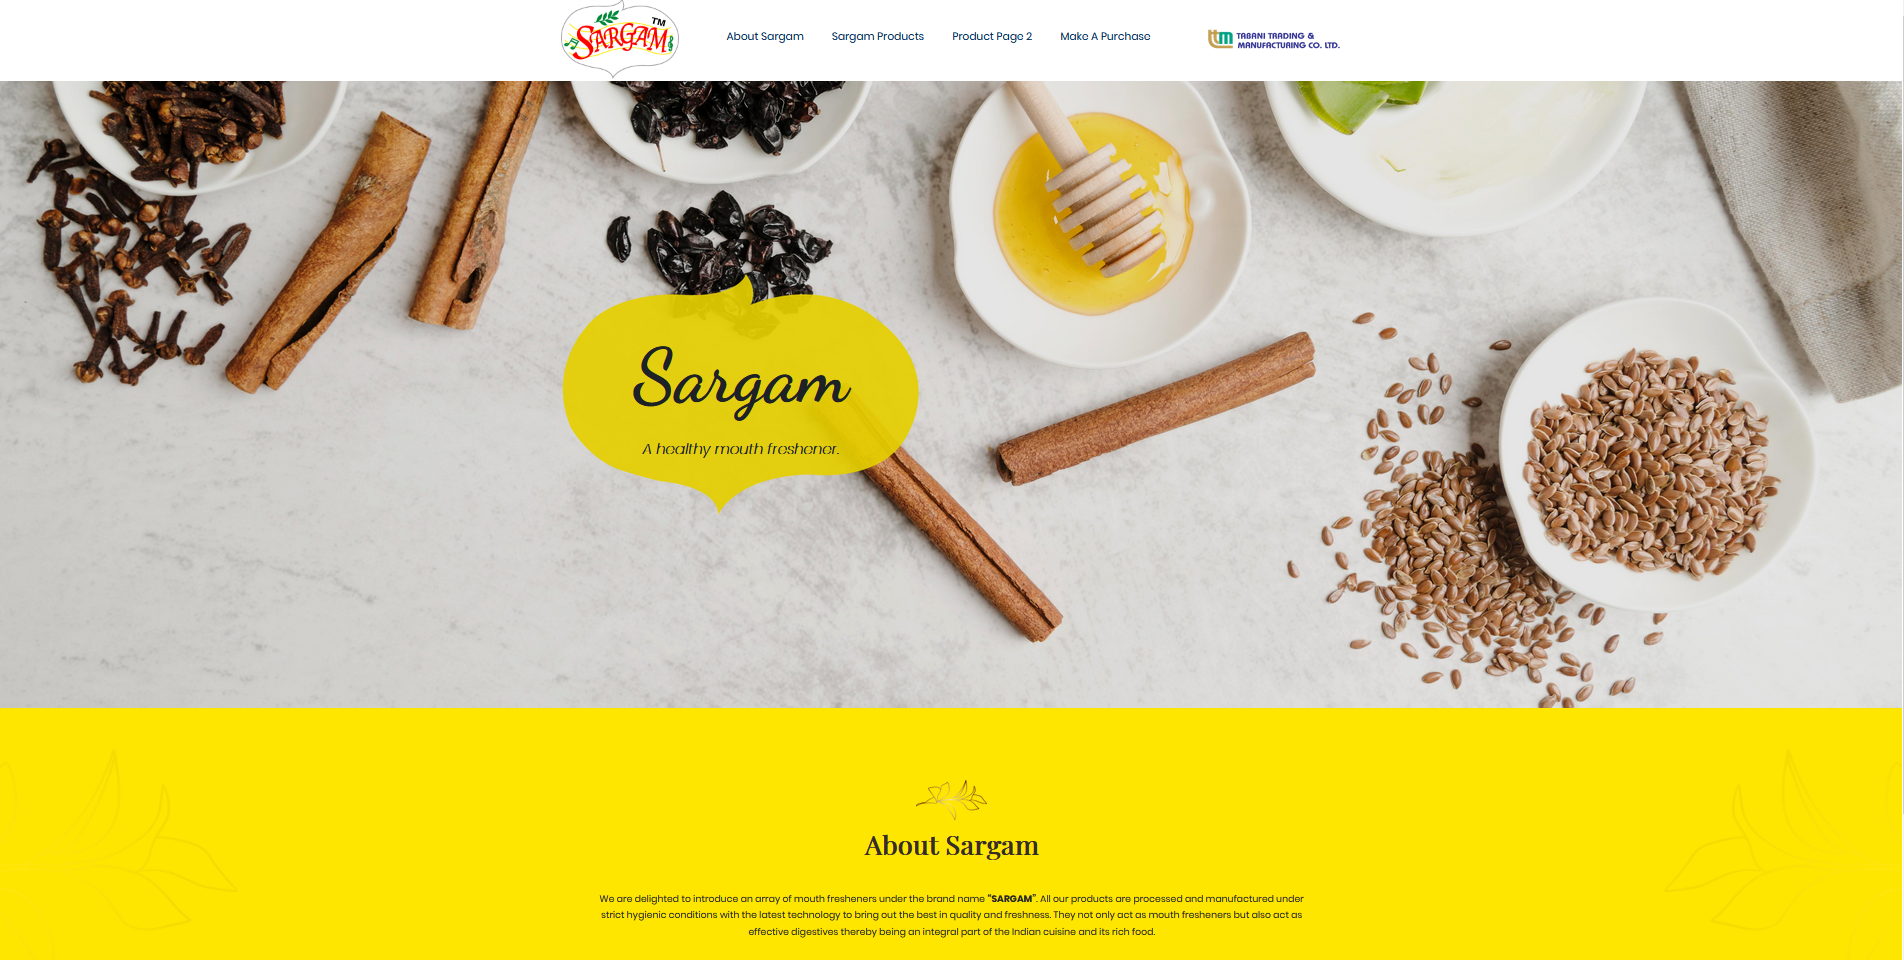 SARGAM TM
About Sargam
Sargam Products
Product Page 2
Make A Purchase
ttm TABANI TRADING &
MANUFACTURING CO. LTD.
Sargam
A healthy mouth freshener.
About Sargam
We are delighted to introduce an array of mouth fresheners under the brand name “SARGAM”. All our products are processed and manufactured under
strict hygienic conditions with the latest technology to bring out the best in quality and freshness. They not only act as mouth fresheners but also act as
effective digestives thereby being an integral part of the Indian cuisine and its rich food.